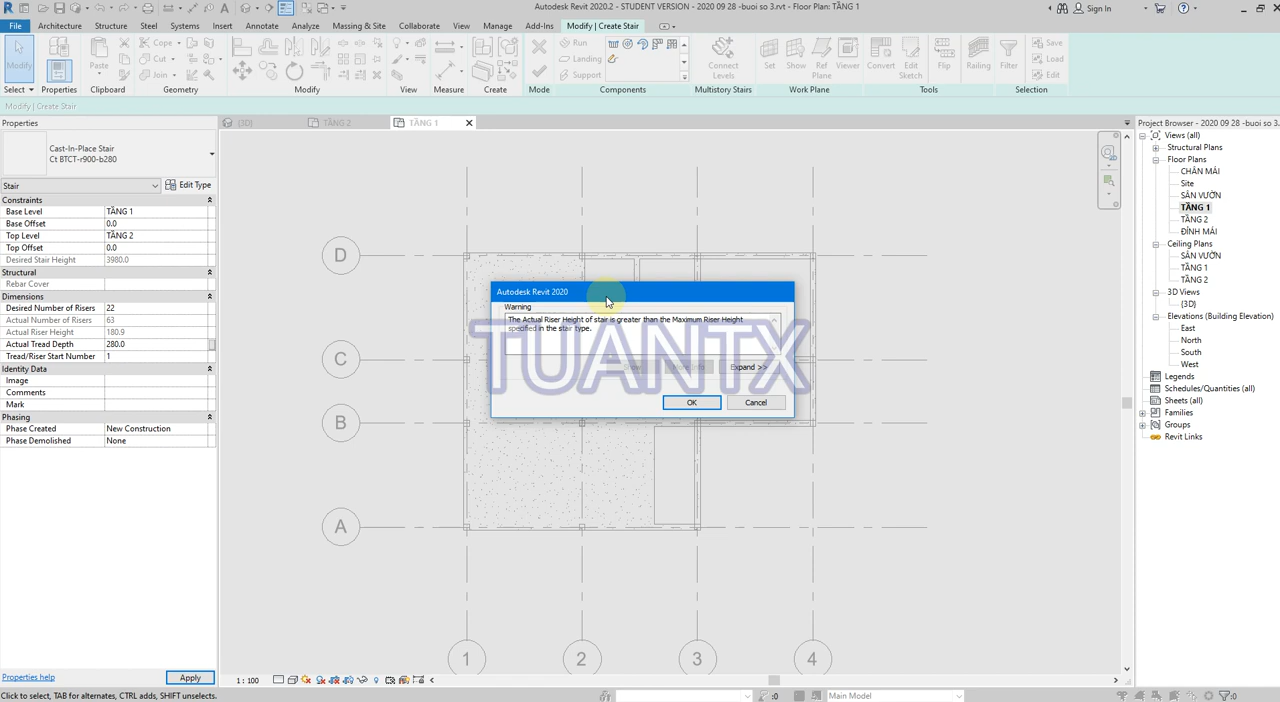 Autodesk Revit 2020.2 - STUDENT VERSION - 2020 09 28 -buoi so 3.rvt - Floor Plan: TẦNG 1
Sign In
File Architecture Structure Steel Systems Insert Annotate Analyze Massing & Site Collaborate View Manage Add-Ins Modify | Create Stair
Modify
Paste
Cope
Cut
Join
Run
Landing
Support
Connect
Levels
Set
Show
Ref
Plane
Viewer
Convert
Edit
Sketch
Flip
Railing
Filter
Save
Load
Edit
Select Properties Clipboard Geometry Modify View Measure Create Mode Components Multistory Stairs Work Plane Tools Selection
Modify | Create Stair
Properties
{3D}
TẦNG 2
TẦNG 1
Cast-In-Place Stair
Ct BTCT-r900-b280
Stair
Edit Type
Constraints
Base Level TẦNG 1
Base Offset 0.0
Top Level TẦNG 2
Top Offset 0.0
Desired Stair Height 3980.0
Structural
Rebar Cover
Dimensions
Desired Number of Risers 22
Actual Number of Risers 63
Actual Riser Height 180.9
Actual Tread Depth 280.0
Tread/Riser Start Number 1
Identity Data
Image
Comments
Mark
Phasing
Phase Created New Construction
Phase Demolished None
Properties help
Apply
D
C
B
A
1 2 3 4
Autodesk Revit 2020
Warning
The Actual Riser Height of stair is greater than the Maximum Riser Height
specified in the stair type.
Show
More Info
Expand >>
OK
Cancel
TUANTX
Project Browser - 2020 09 28 -buoi so 3.
Views (all)
Structural Plans
Floor Plans
CHÂN MÁI
Site
SÂN VƯỜN
TẦNG 1
TẦNG 2
ĐỈNH MÁI
Ceiling Plans
SÂN VƯỜN
TẦNG 1
TẦNG 2
3D Views
{3D}
Elevations (Building Elevation)
East
North
South
West
Legends
Schedules/Quantities (all)
Sheets (all)
Families
Groups
Revit Links
1 : 100
Click to select, TAB for alternates, CTRL adds, SHIFT unselects.
:0
Main Model
:0